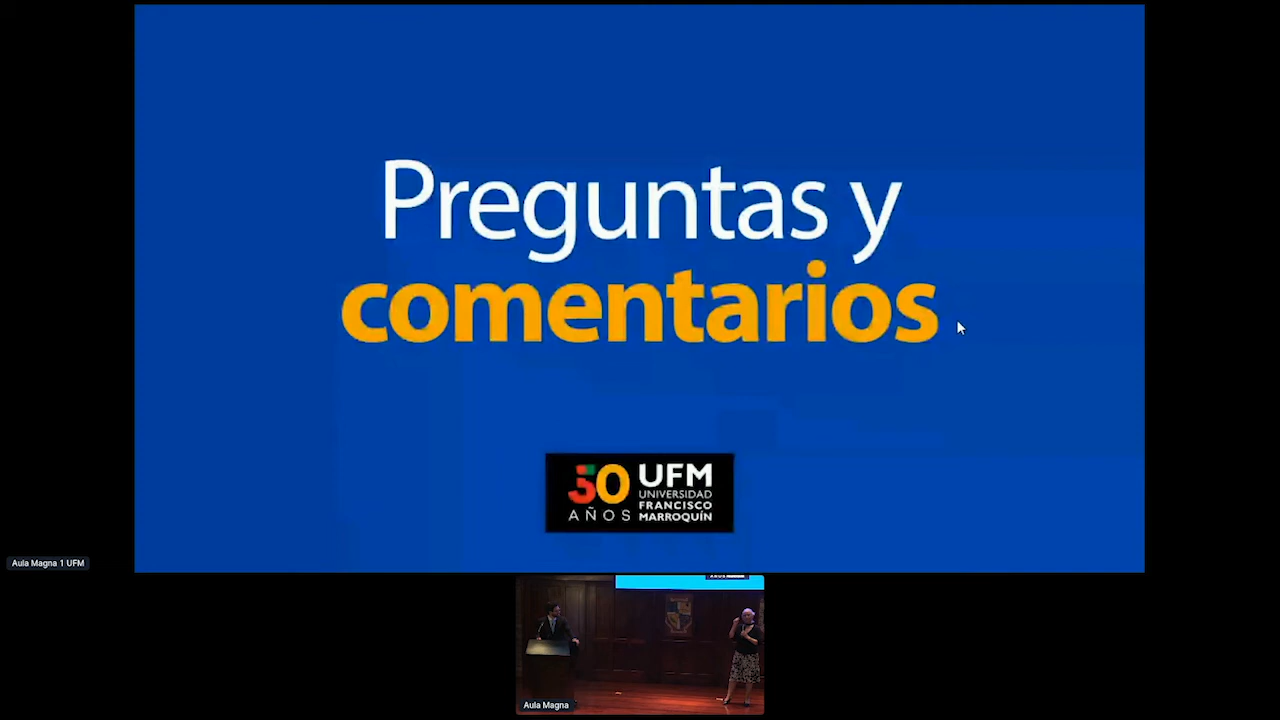 Preguntas y
comentarios
50 AÑOS
UFM
UNIVERSIDAD
FRANCISCO
MARROQUÍN
Aula Magna 1 UFM
Aula Magna